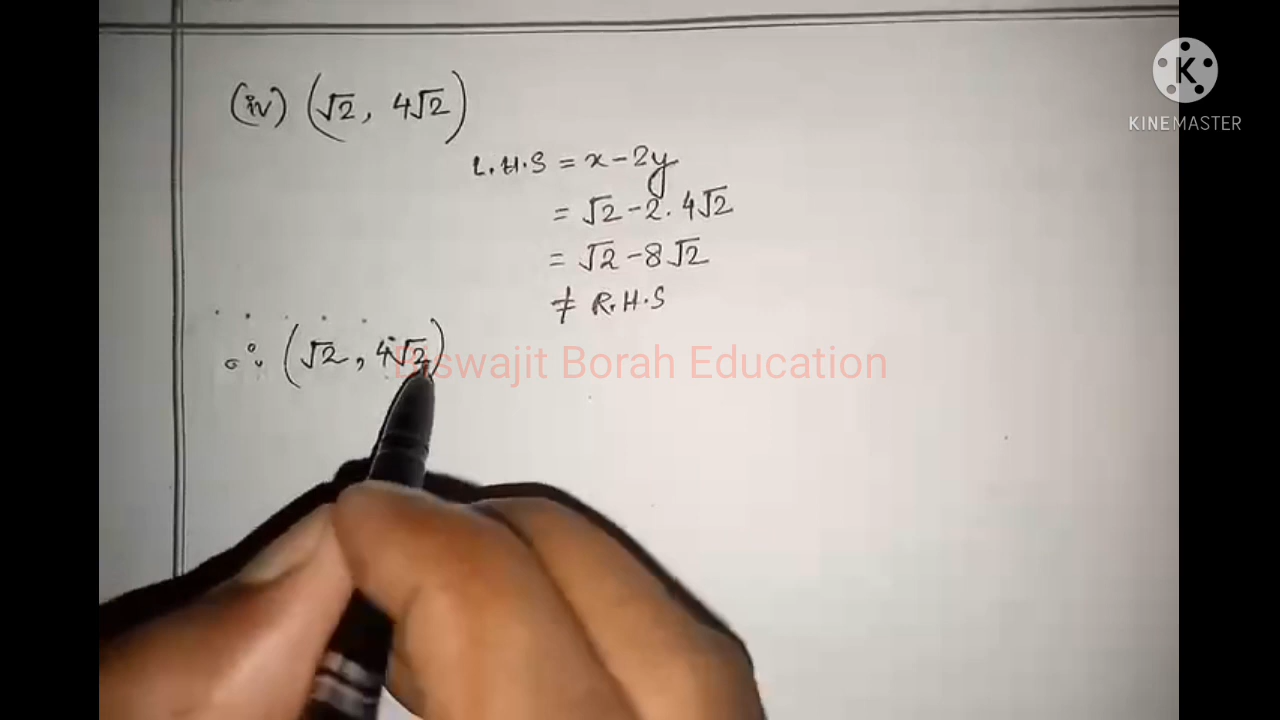 (iv) (√2, 4√2)
L.H.S = x-2y
= √2 - 2. 4√2
= √2 - 8√2
≠ R.H.S
∴ (√2, 4√2)
Biswajit Borah Education
K
KINEMASTER